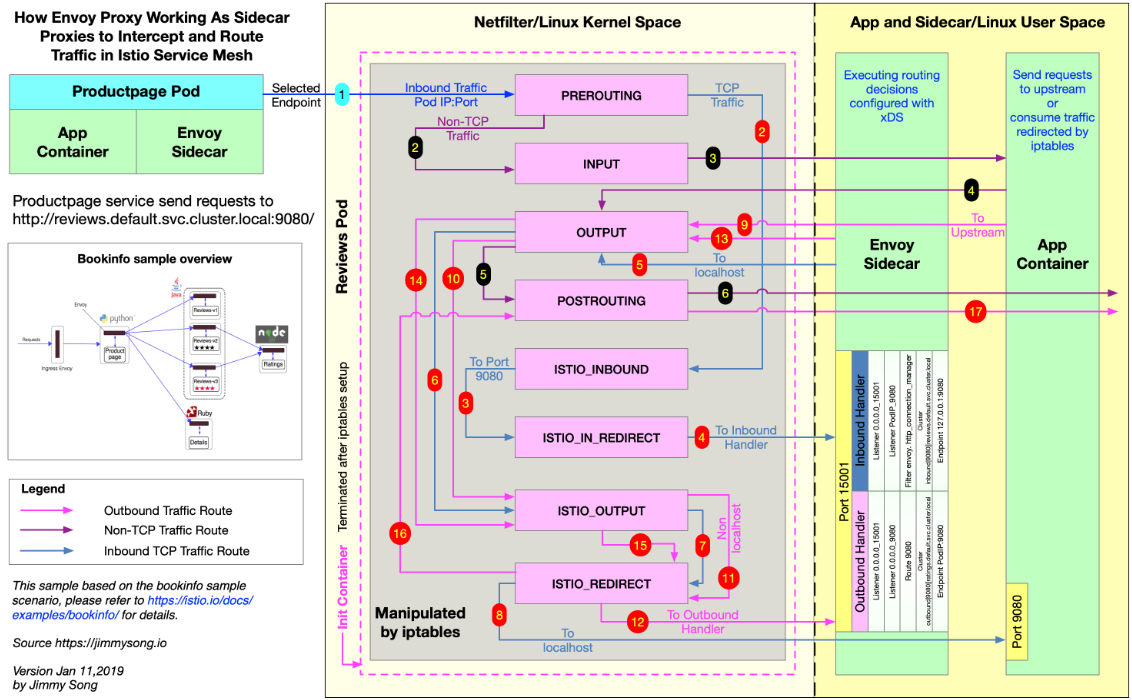 How Envoy Proxy Working As Sidecar
Proxies to Intercept and Route
Traffic in Istio Service Mesh
Productpage Pod
App
Container
Envoy
Sidecar
Selected
Endpoint
Productpage service send requests to
http://reviews.default.svc.cluster.local:9080/
Bookinfo sample overview
Envoy
python
Java
Reviews-v1
Requests
Product
page
Reviews-v2
★★★★
node
Ratings
Ingress Envoy
Reviews-v3
★★★★
Ruby
Details
Legend
Outbound Traffic Route
Non-TCP Traffic Route
Inbound TCP Traffic Route
This sample based on the bookinfo sample
scenario, please refer to https://istio.io/docs/
examples/bookinfo/ for details.
Source https://jimmysong.io
Version Jan 11,2019
by Jimmy Song
Netfilter/Linux Kernel Space
App and Sidecar/Linux User Space
Reviews Pod
Terminated after iptables setup
Init Container
1
Inbound Traffic
Pod IP:Port
PREROUTING
TCP
Traffic
2
Non-TCP
Traffic
2
INPUT
3
4
OUTPUT
9
To
Upstream
13
To
localhost
5
14
10
5
POSTROUTING
6
17
To Port
9080
ISTIO_INBOUND
6
3
ISTIO_IN_REDIRECT
4
To Inbound
Handler
ISTIO_OUTPUT
Non
localhost
16
15
7
ISTIO_REDIRECT
11
8
12
To Outbound
Handler
Manipulated
by iptables
To
localhost
Executing routing
decisions
configured with
xDS
Send requests
to upstream
or
consume traffic
redirected by
iptables
Envoy
Sidecar
App
Container
Port 15001
Inbound Handler
Listener 0.0.0.0_15001
Listener PodIP_9080
Filter envoy. http_connection_manager
Cluster
inbound|9080||reviews.default.svc.cluster.local
Endpoint 127.0.0.1:9080
Outbound Handler
Listener 0.0.0.0_15001
Listener 0.0.0.0_9080
Route 9080
Cluster
outbound|9080||ratings.default.svc.cluster.local
Endpoint PodIP:9080
Port 9080